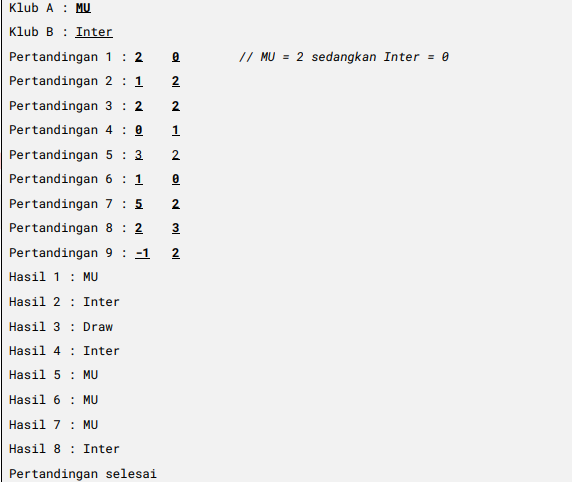 Klub A : MU
Klub B : Inter
Pertandingan 1 : 2 0 // MU = 2 sedangkan Inter = 0
Pertandingan 2 : 1 2
Pertandingan 3 : 2 2
Pertandingan 4 : 0 1
Pertandingan 5 : 3 2
Pertandingan 6 : 1 0
Pertandingan 7 : 5 2
Pertandingan 8 : 2 3
Pertandingan 9 : -1 2
Hasil 1 : MU
Hasil 2 : Inter
Hasil 3 : Draw
Hasil 4 : Inter
Hasil 5 : MU
Hasil 6 : MU
Hasil 7 : MU
Hasil 8 : Inter
Pertandingan selesai